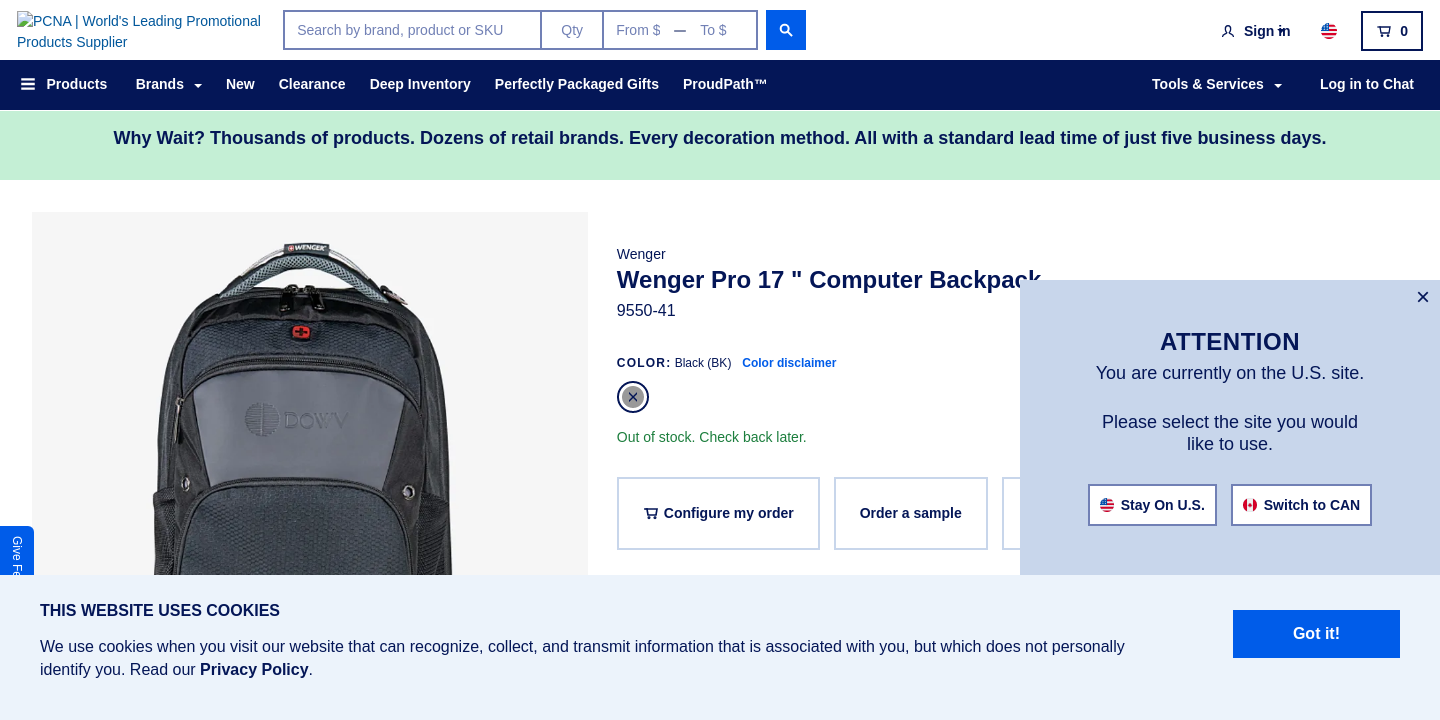 PCNA | World's Leading Promotional
Products Supplier
Search by brand, product or SKU
Qty
From $ — To $
Sign in
0
Products
Brands
New
Clearance
Deep Inventory
Perfectly Packaged Gifts
ProudPath™
Tools & Services
Log in to Chat
Why Wait? Thousands of products. Dozens of retail brands. Every decoration method. All with a standard lead time of just five business days.
WENGER
DOWV
Wenger
Wenger Pro 17 " Computer Backpack
9550-41
COLOR: Black (BK) Color disclaimer
Out of stock. Check back later.
Configure my order
Order a sample
ATTENTION
You are currently on the U.S. site.
Please select the site you would
like to use.
Stay On U.S.
Switch to CAN
Give
THIS WEBSITE USES COOKIES
We use cookies when you visit our website that can recognize, collect, and transmit information that is associated with you, but which does not personally
identify you. Read our Privacy Policy.
Got it!